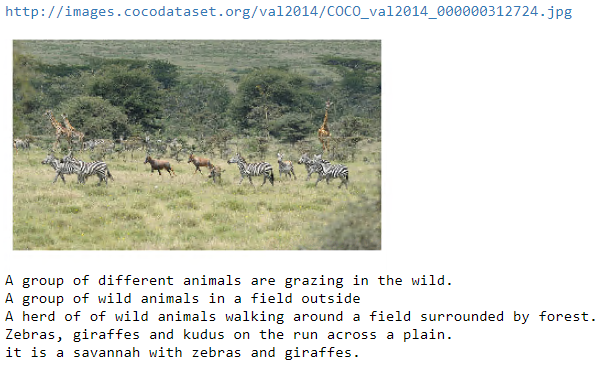 http://images.cocodataset.org/val2014/COCO_val2014_000000312724.jpg
A group of different animals are grazing in the wild.
A group of wild animals in a field outside
A herd of of wild animals walking around a field surrounded by forest.
Zebras, giraffes and kudus on the run across a plain.
it is a savannah with zebras and giraffes.